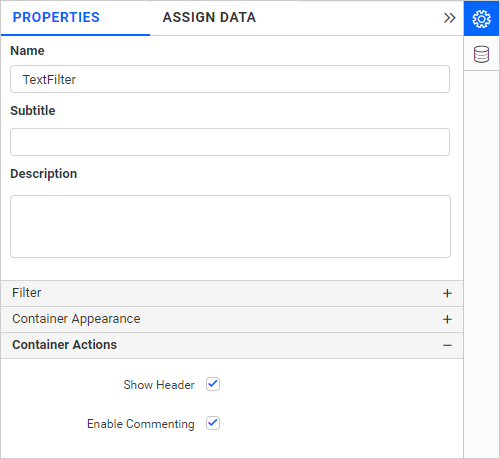 PROPERTIES ASSIGN DATA
Name
TextFilter
Subtitle
Description
Filter
Container Appearance
Container Actions
Show Header
Enable Commenting